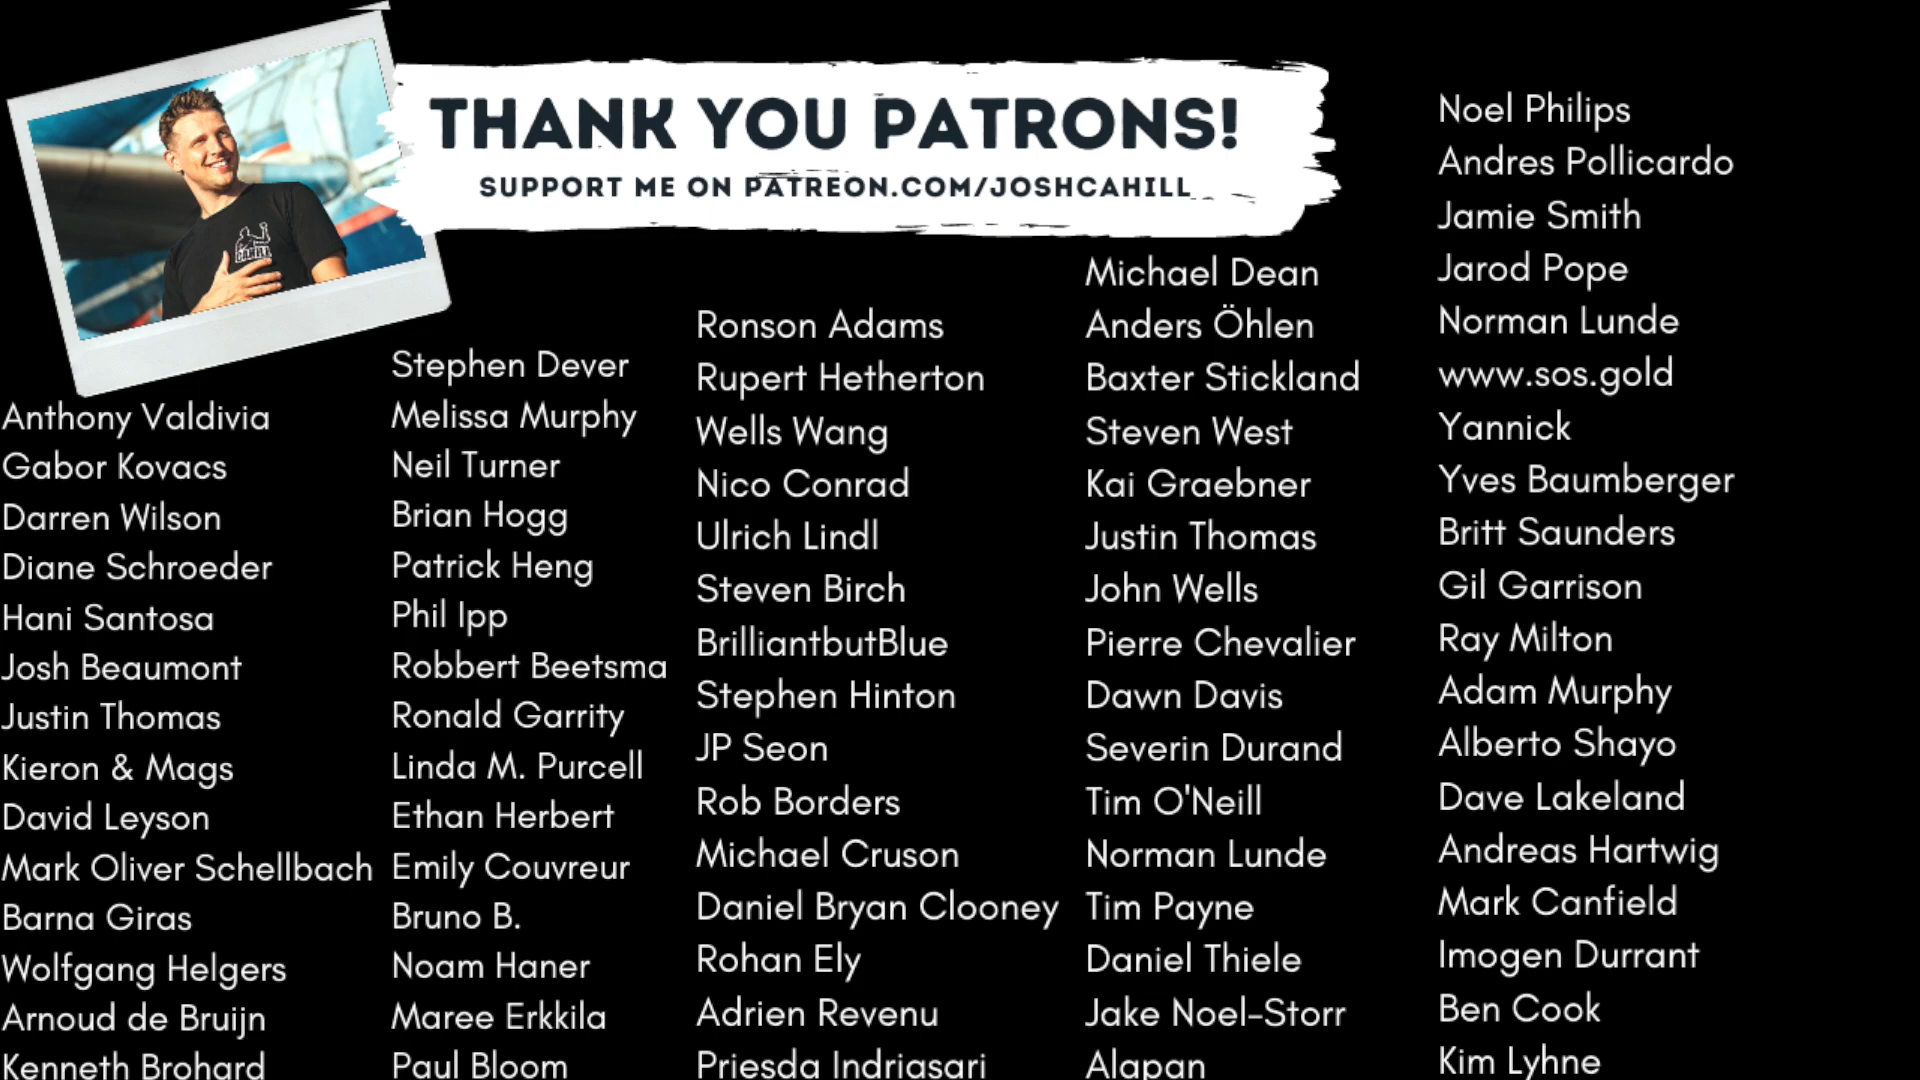 THANK YOU PATRONS!
SUPPORT ME ON PATREON.COM/JOSHCAHILL
CAHILL
Anthony Valdivia
Gabor Kovacs
Darren Wilson
Diane Schroeder
Hani Santosa
Josh Beaumont
Justin Thomas
Kieron & Mags
David Leyson
Mark Oliver Schellbach
Barna Giras
Wolfgang Helgers
Arnoud de Bruijn
Kenneth Brohard
Stephen Dever
Melissa Murphy
Neil Turner
Brian Hogg
Patrick Heng
Phil Ipp
Robbert Beetsma
Ronald Garrity
Linda M. Purcell
Ethan Herbert
Emily Couvreur
Bruno B.
Noam Haner
Maree Erkkila
Paul Bloom
Ronson Adams
Rupert Hetherton
Wells Wang
Nico Conrad
Ulrich Lindl
Steven Birch
BrilliantbutBlue
Stephen Hinton
JP Seon
Rob Borders
Michael Cruson
Daniel Bryan Clooney
Rohan Ely
Adrien Revenu
Priesda Indriasari
Michael Dean
Anders Öhlen
Baxter Stickland
Steven West
Kai Graebner
Justin Thomas
John Wells
Pierre Chevalier
Dawn Davis
Severin Durand
Tim O'Neill
Norman Lunde
Tim Payne
Daniel Thiele
Jake Noel-Storr
Alapan
Noel Philips
Andres Pollicardo
Jamie Smith
Jarod Pope
Norman Lunde
www.sos.gold
Yannick
Yves Baumberger
Britt Saunders
Gil Garrison
Ray Milton
Adam Murphy
Alberto Shayo
Dave Lakeland
Andreas Hartwig
Mark Canfield
Imogen Durrant
Ben Cook
Kim Lyhne